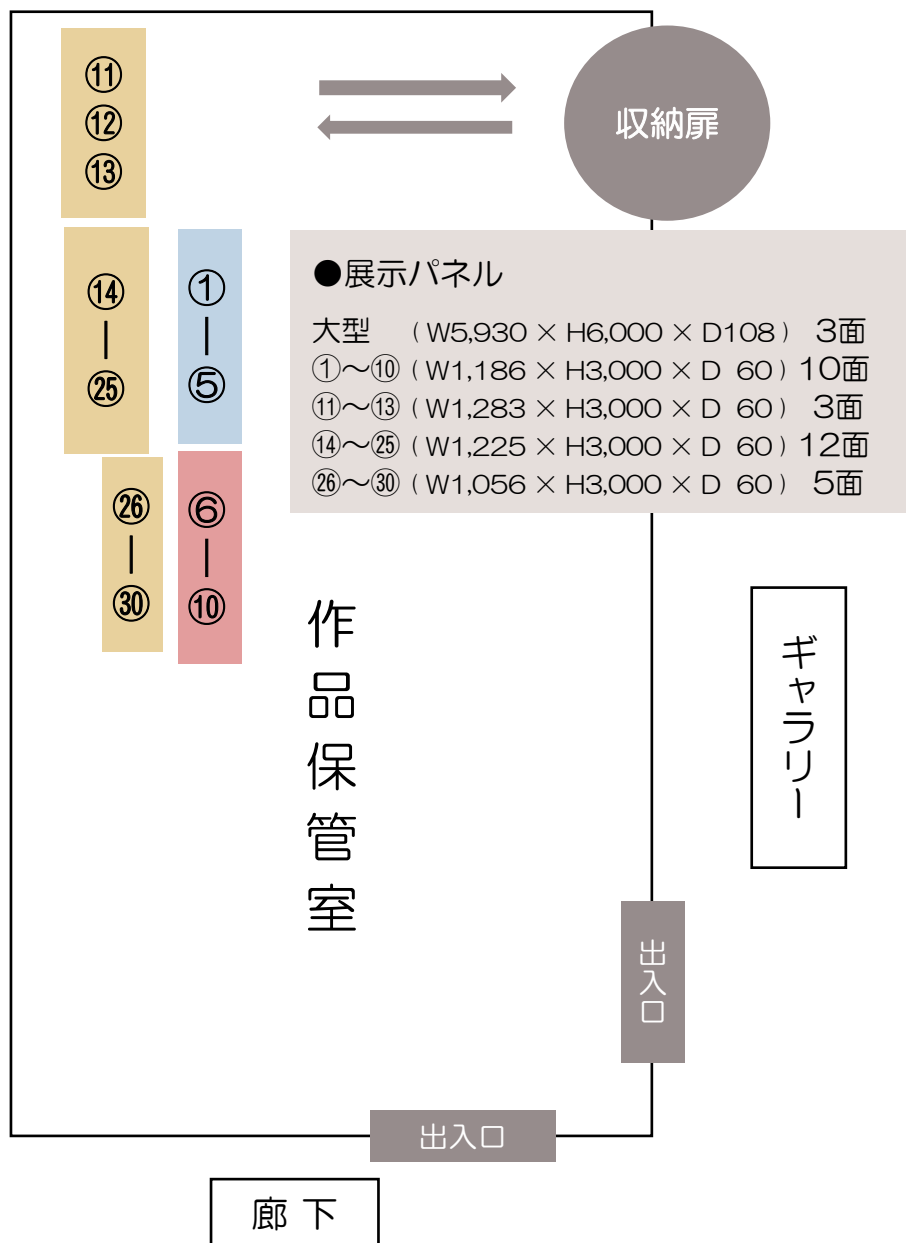 ⑪
⑫
⑬
収納扉
⑭
|
㉕
①
|
⑤
●展示パネル
大型 (W5,930 × H6,000 × D108) 3面
①〜⑩ (W1,186 × H3,000 × D 60) 10面
⑪〜⑬ (W1,283 × H3,000 × D 60) 3面
⑭〜㉕ (W1,225 × H3,000 × D 60) 12面
㉖〜㉚ (W1,056 × H3,000 × D 60) 5面
㉖
|
㉚
⑥
|
⑩
作品保管室
ギャラリー
出入口
出入口
廊下